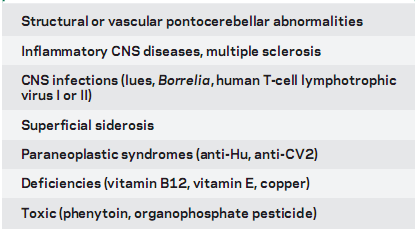 Structural or vascular pontocerebellar abnormalities
Inflammatory CNS diseases, multiple sclerosis
CNS infections (lues, Borrelia, human T-cell lymphotrophic
virus I or II)
Superficial siderosis
Paraneoplastic syndromes (anti-Hu, anti-CV2)
Deficiencies (vitamin B12, vitamin E, copper)
Toxic (phenytoin, organophosphate pesticide)